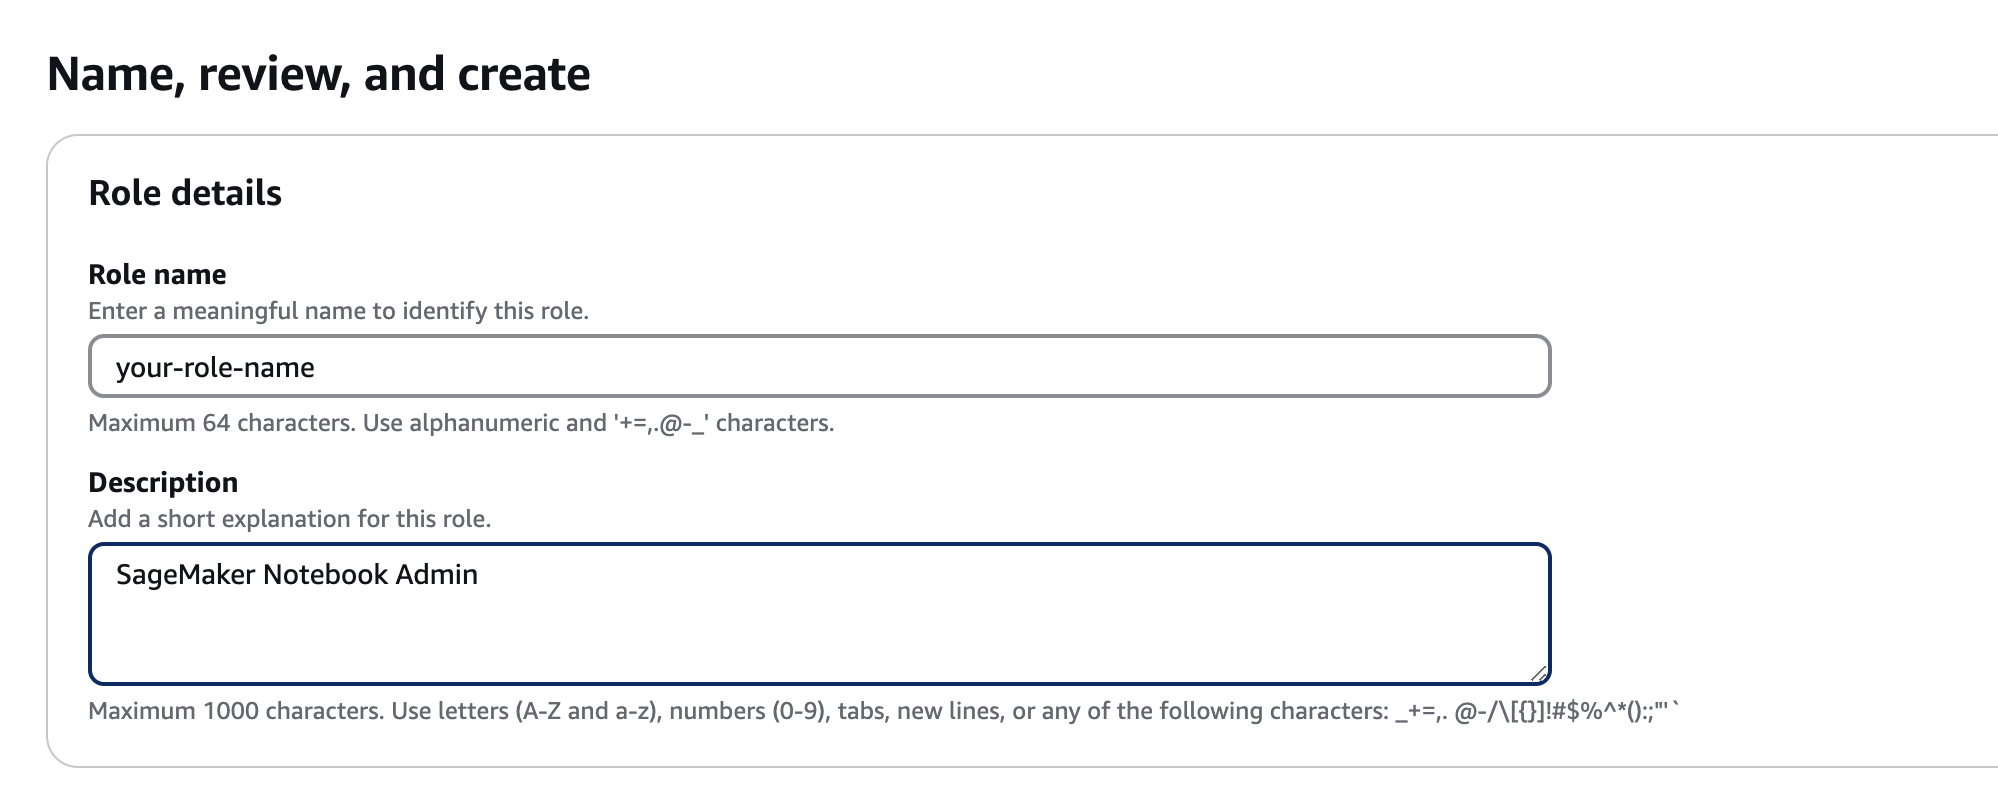 Name, review, and create
Role details
Role name
Enter a meaningful name to identify this role.
your-role-name
Maximum 64 characters. Use alphanumeric and '+=,.@-_' characters.
Description
Add a short explanation for this role.
SageMaker Notebook Admin
Maximum 1000 characters. Use letters (A-Z and a-z), numbers (0-9), tabs, new lines, or any of the following characters: _+=,. @-/\[{}]!#$%^*():;"'`